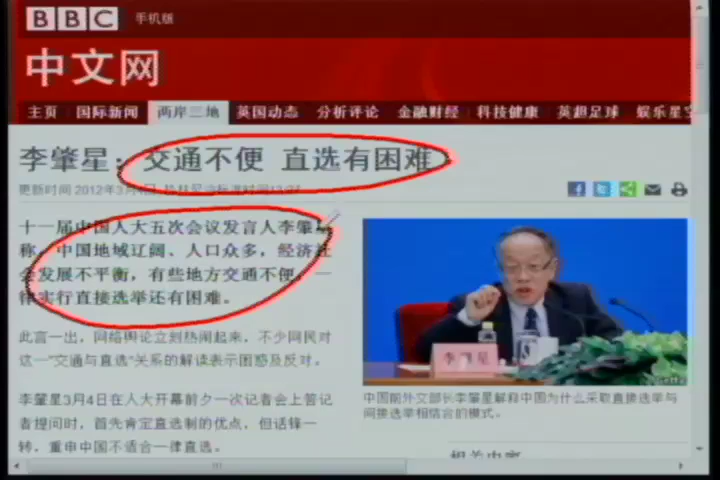 BBC 手机版
中文网
主页 国际新闻 两岸三地 英国动态 分析评论 金融财经 科技健康 英超足球 娱乐星空
李肇星：交通不便 直选有困难
更新时间 2012年3月4日
十一届中国人大五次会议发言人李肇星
称，中国地域辽阔、人口众多，经济社
会发展不平衡，有些地方交通不便，一
律实行直接选举还有困难。
此言一出，网络舆论立刻热闹起来，不少网民对
这一"交通与直选"关系的解读表示困惑及反对。
李肇星3月4日在人大开幕前夕一次记者会上答记
者提问时，首先肯定直选制的优点，但话锋一
转，重申中国不适合一律直选。
李肇星
中国前外交部长李肇星解释中国为什么采取直接选举与
间接选举相结合的模式。
相关内容